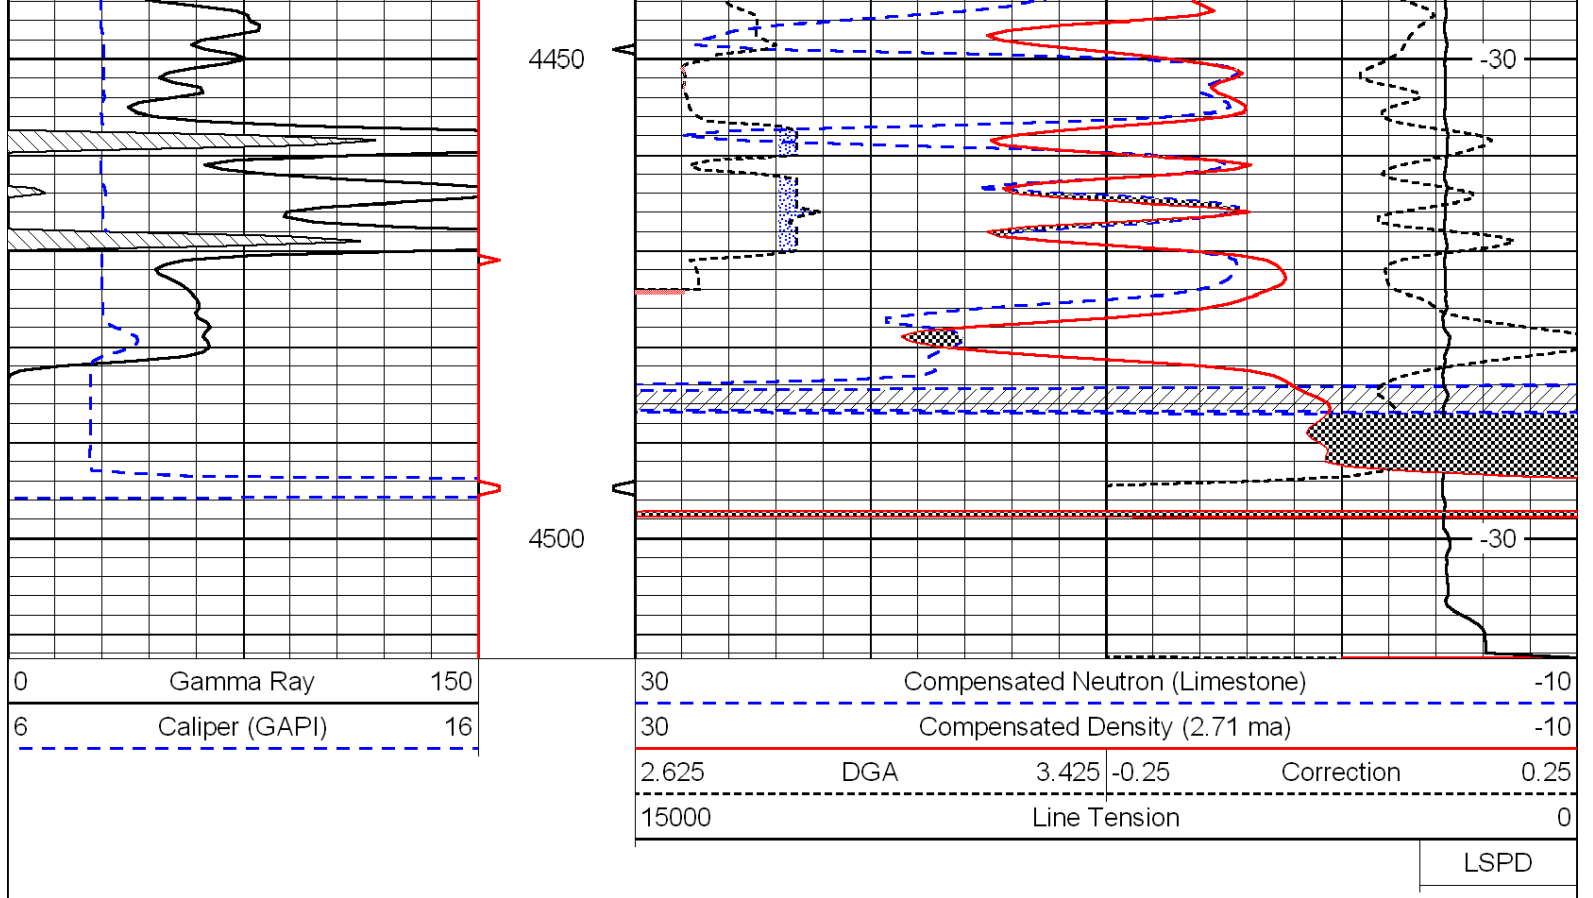 4450 -30
4500 -30
0 Gamma Ray 150
6 Caliper (GAPI) 16
30 Compensated Neutron (Limestone) -10
30 Compensated Density (2.71 ma) -10
2.625 DGA 3.425 -0.25 Correction 0.25
15000 Line Tension 0
LSPD